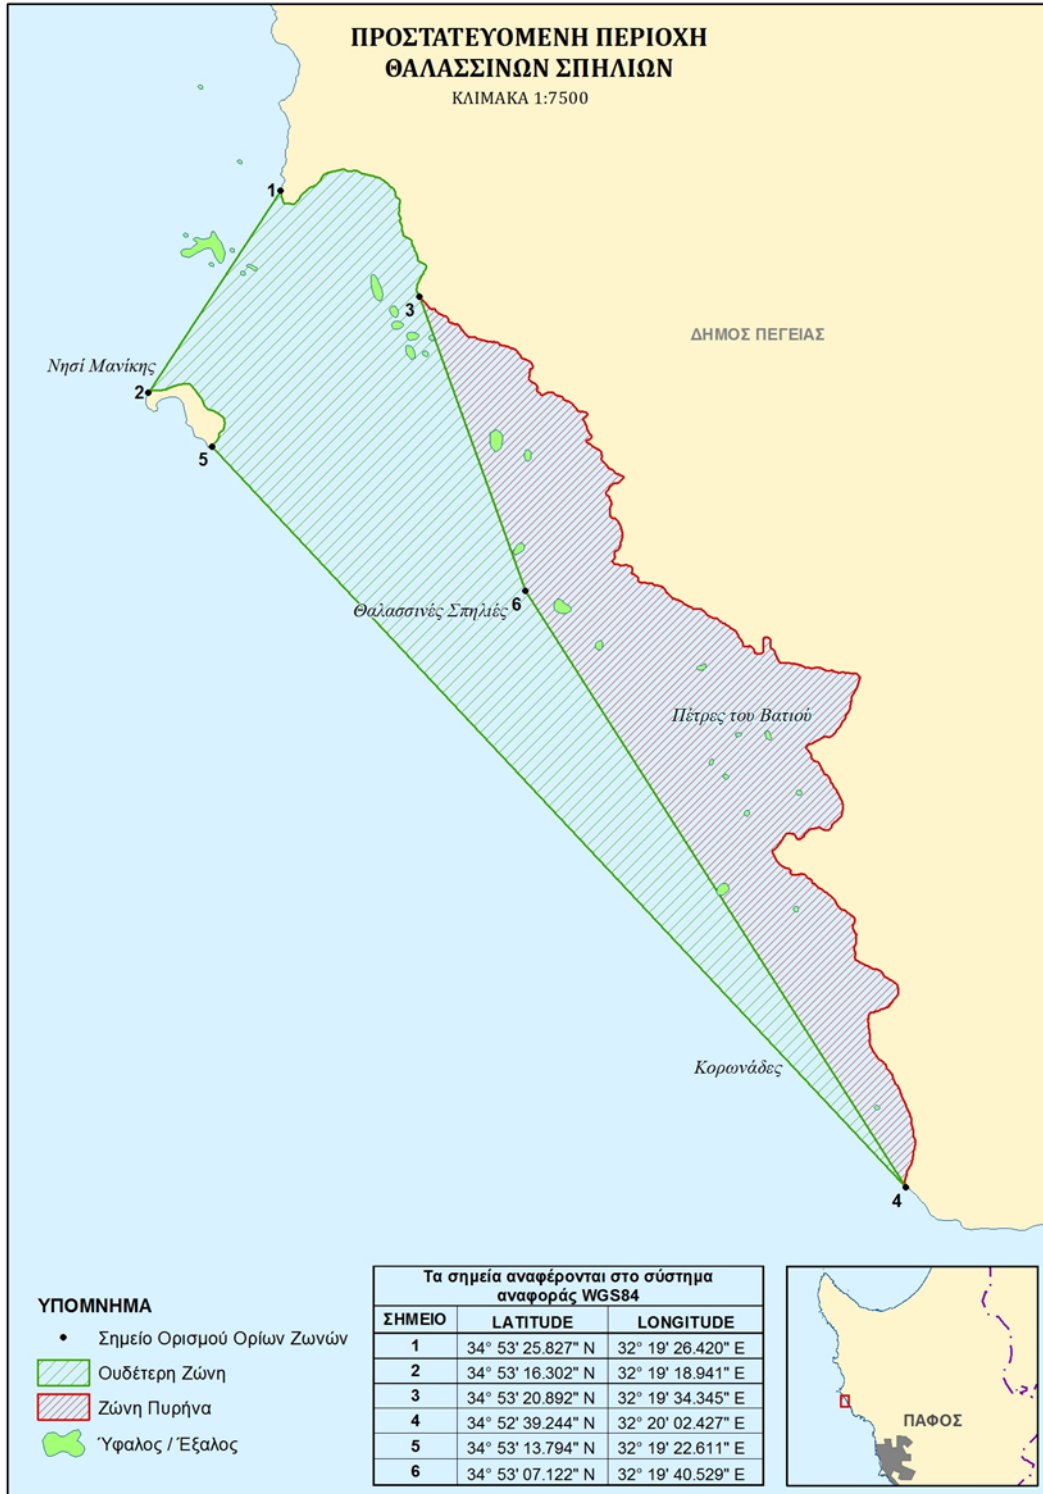 ΠΡΟΣΤΑΤΕΥΟΜΕΝΗ ΠΕΡΙΟΧΗ
ΘΑΛΑΣΣΙΝΩΝ ΣΠΗΛΙΩΝ
ΚΛΙΜΑΚΑ 1:7500
1
3
ΔΗΜΟΣ ΠΕΓΕΙΑΣ
Νησί Μανίκης
2
5
Θαλασσινές Σπηλιές 6
Πέτρες του Βατιού
Κορωνάδες
4
ΥΠΟΜΝΗΜΑ
Σημείο Ορισμού Ορίων Ζωνών
Ουδέτερη Ζώνη
Ζώνη Πυρήνα
Ύφαλος / Έξαλος
Τα σημεία αναφέρονται στο σύστημα
αναφοράς WGS84
ΣΗΜΕΙΟ LATITUDE LONGITUDE
1 34° 53' 25.827" N 32° 19' 26.420" E
2 34° 53' 16.302" N 32° 19' 18.941" E
3 34° 53' 20.892" N 32° 19' 34.345" E
4 34° 52' 39.244" N 32° 20' 02.427" E
5 34° 53' 13.794" N 32° 19' 22.611" E
6 34° 53' 07.122" N 32° 19' 40.529" E
ΠΑΦΟΣ